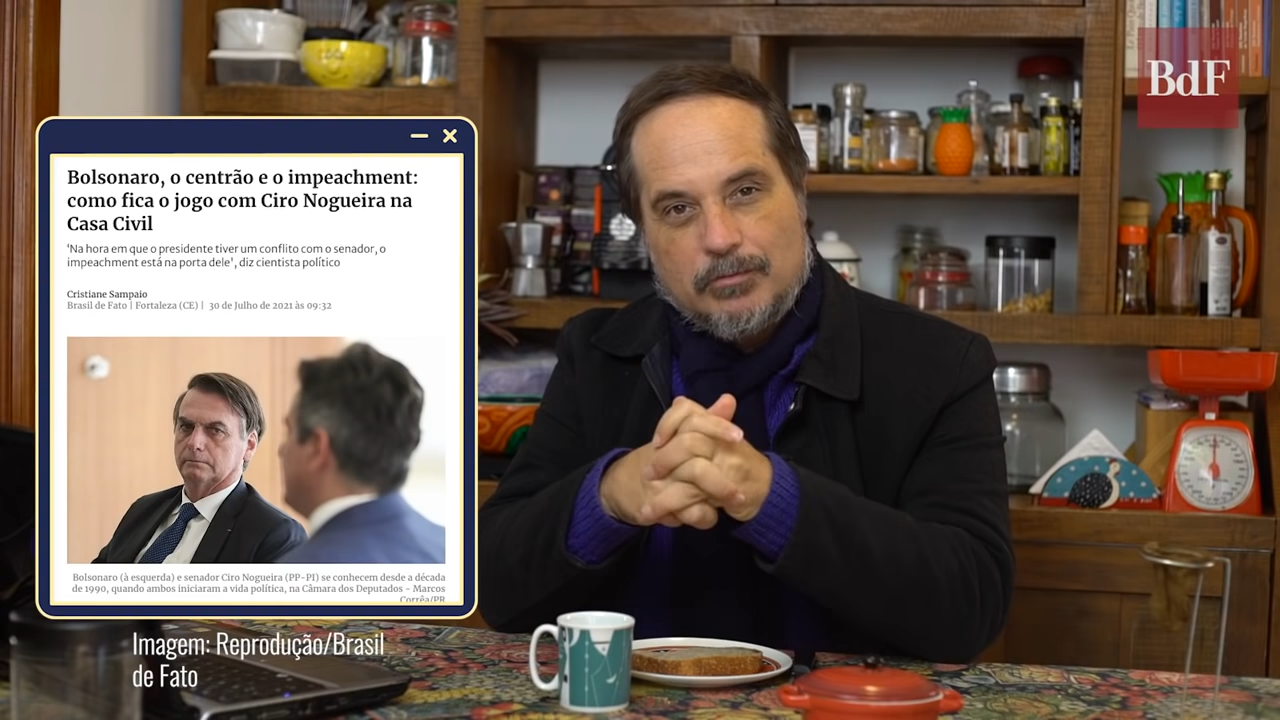 BdF
Bolsonaro, o centrão e o impeachment:
como fica o jogo com Ciro Nogueira na
Casa Civil
'Na hora em que o presidente tiver um conflito com o senador, o
impeachment está na porta dele', diz cientista político
Cristiane Sampaio
Brasil de Fato | Fortaleza (CE) | 30 de Julho de 2021 às 09:32
Bolsonaro (à esquerda) e senador Ciro Nogueira (PP-PI) se conhecem desde a década
de 1990, quando ambos iniciaram a vida política, na Câmara dos Deputados - Marcos
Corrêa/PR
Imagem: Reprodução/Brasil
de Fato